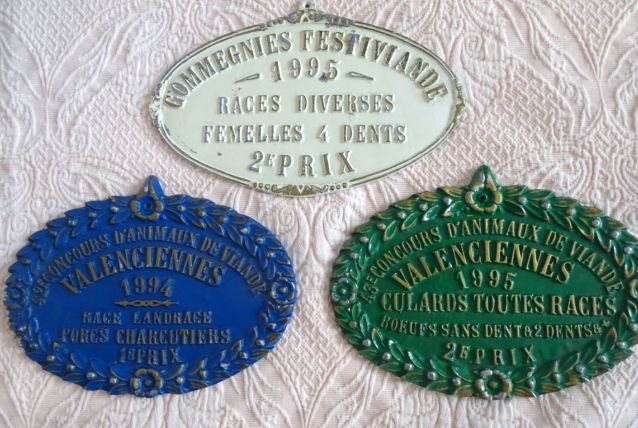 GOMMEGNIES FESTIVIANDE
1995
RACES DIVERSES
FEMELLES 4 DENTS
2E PRIX
CONCOURS D'ANIMAUX DE VIANDE
VALENCIENNES
1994
RACE LANDRACE
PORCS CHARCUTIERS
1ER PRIX
CONCOURS D'ANIMAUX DE VIANDE
VALENCIENNES
1995
CULARDS TOUTES RACES
BOEUFS SANS DENT & 2 DENTS
2E PRIX